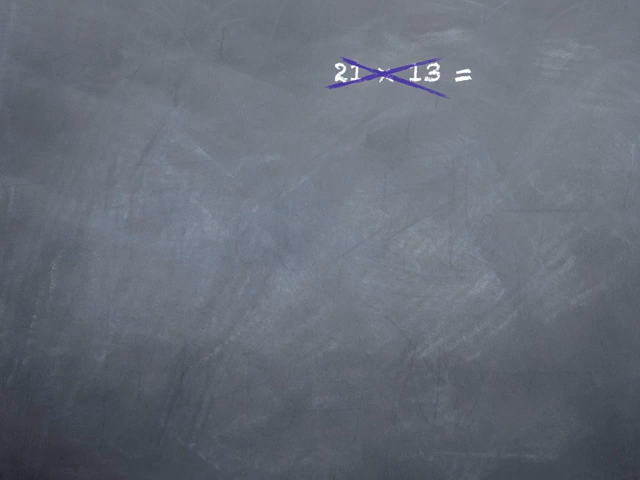 21 x 13 =